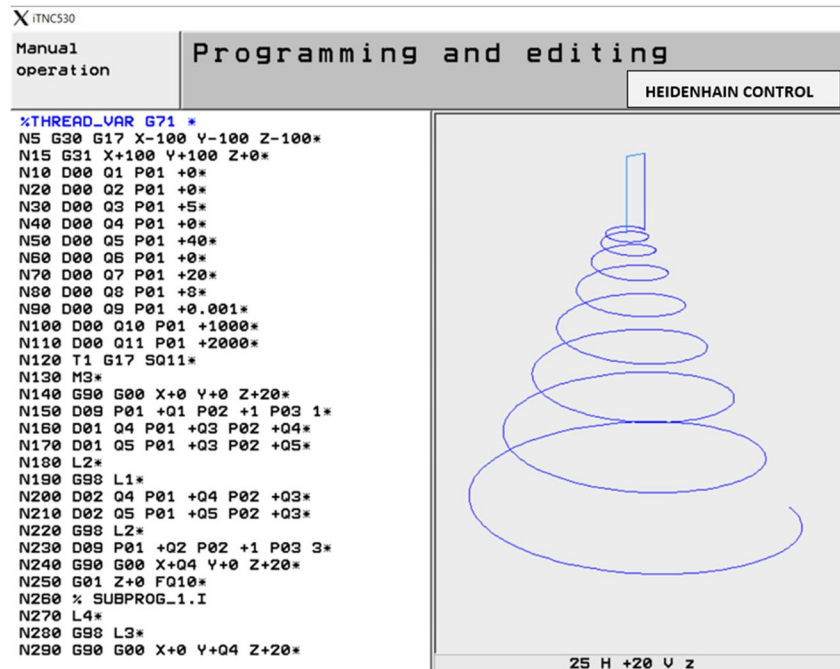 X iTNC530
Manual operation
Programming and editing
HEIDENHAIN CONTROL
%THREAD_VAR G71 *
N5 G30 G17 X-100 Y-100 Z-100*
N15 G31 X+100 Y+100 Z+0*
N10 D00 Q1 P01 +0*
N20 D00 Q2 P01 +0*
N30 D00 Q3 P01 +5*
N40 D00 Q4 P01 +0*
N50 D00 Q5 P01 +40*
N60 D00 Q6 P01 +0*
N70 D00 Q7 P01 +20*
N80 D00 Q8 P01 +8*
N90 D00 Q9 P01 +0.001*
N100 D00 Q10 P01 +1000*
N110 D00 Q11 P01 +2000*
N120 T1 G17 SQ11*
N130 M3*
N140 G90 G00 X+0 Y+0 Z+20*
N150 D09 P01 +Q1 P02 +1 P03 1*
N160 D01 Q4 P01 +Q3 P02 +Q4*
N170 D01 Q5 P01 +Q3 P02 +Q5*
N180 L2*
N190 G98 L1*
N200 D02 Q4 P01 +Q4 P02 +Q3*
N210 D02 Q5 P01 +Q5 P02 +Q3*
N220 G98 L2*
N230 D09 P01 +Q2 P02 +1 P03 3*
N240 G90 G00 X+Q4 Y+0 Z+20*
N250 G01 Z+0 FQ10*
N260 % SUBPROG_1.I
N270 L4*
N280 G98 L3*
N290 G90 G00 X+0 Y+Q4 Z+20*
25 H +20 V z